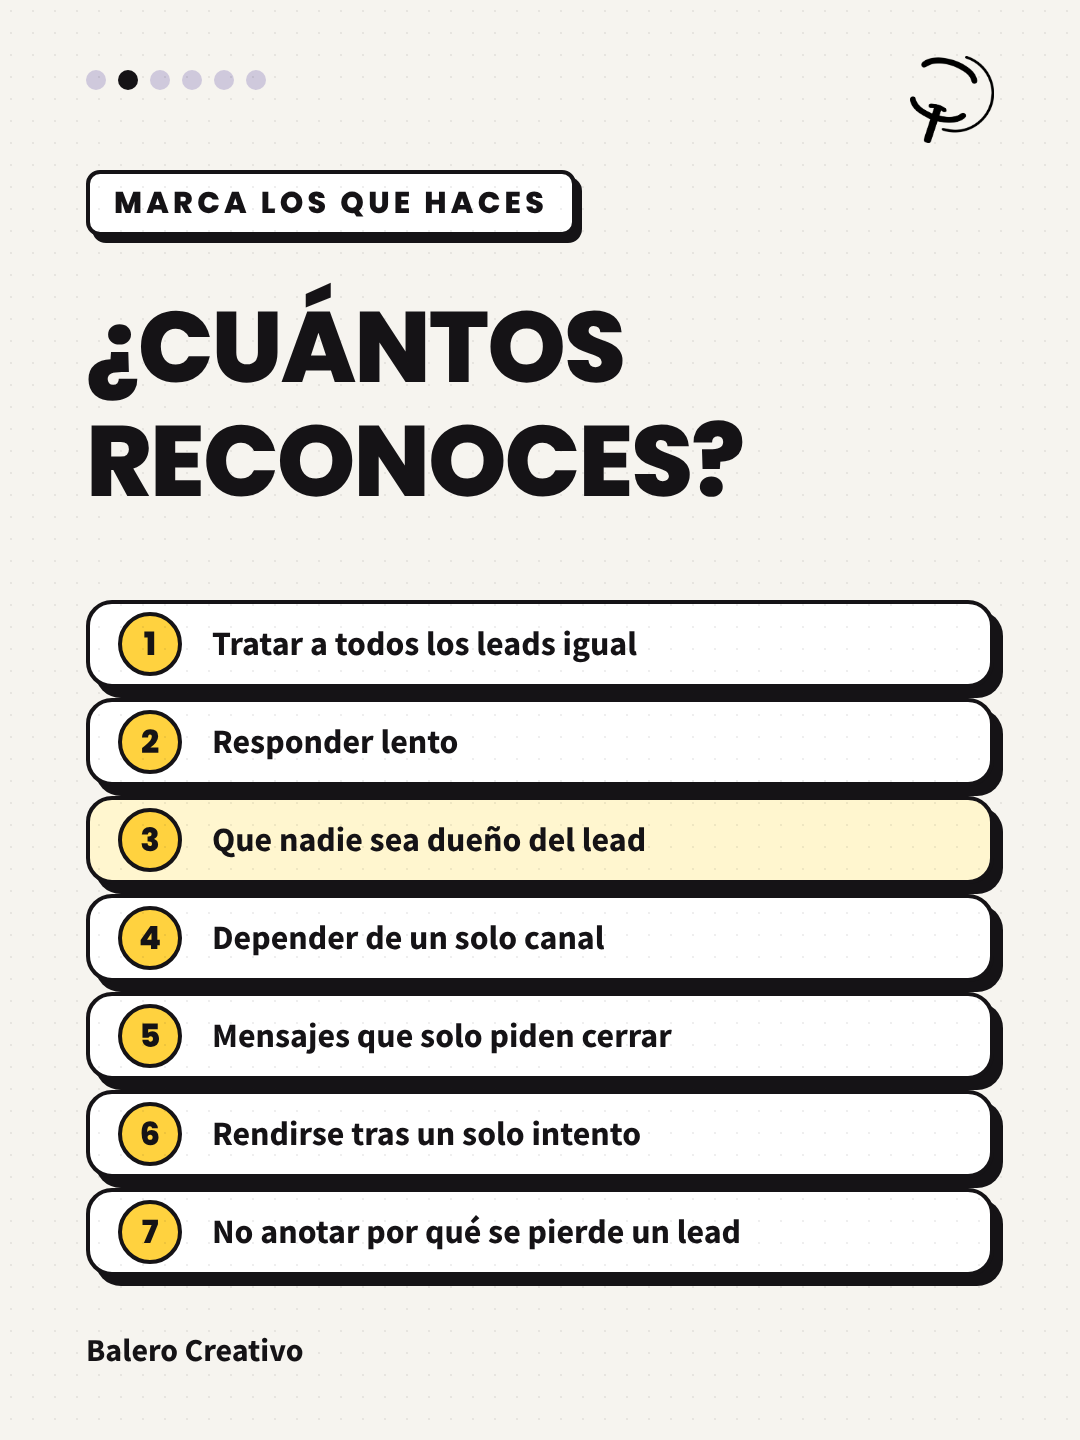 MARCA LOS QUE HACES
¿CUÁNTOS
RECONOCES?
1 Tratar a todos los leads igual
2 Responder lento
3 Que nadie sea dueño del lead
4 Depender de un solo canal
5 Mensajes que solo piden cerrar
6 Rendirse tras un solo intento
7 No anotar por qué se pierde un lead
Balero Creativo